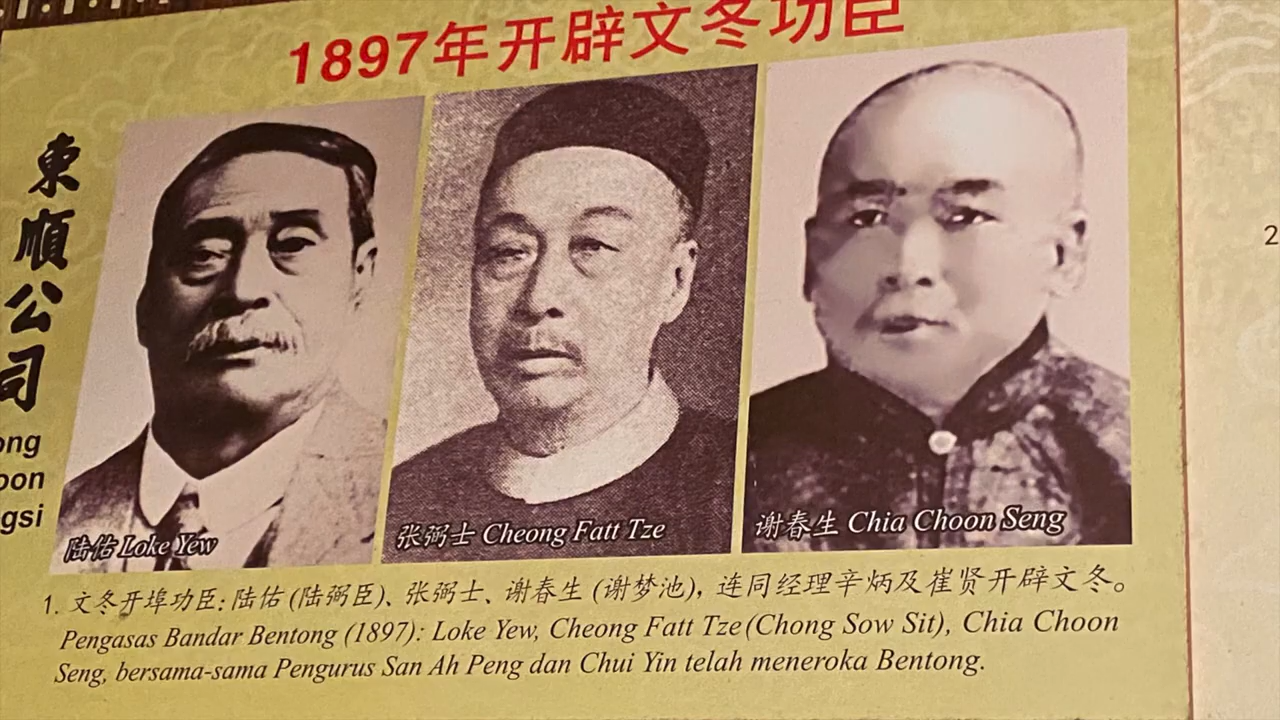 1897年开辟文冬功臣
東順公司
ong
oon
gsi
陆佑 Loke Yew
张弼士 Cheong Fatt Tze
谢春生 Chia Choon Seng
1. 文冬开埠功臣: 陆佑 (陆弼臣)、张弼士、谢春生 (谢梦池), 连同经理辛炳及崔贤开辟文冬。
Pengasas Bandar Bentong (1897): Loke Yew, Cheong Fatt Tze (Chong Sow Sit), Chia Choon
Seng, bersama-sama Pengurus San Ah Peng dan Chui Yin telah meneroka Bentong.
2